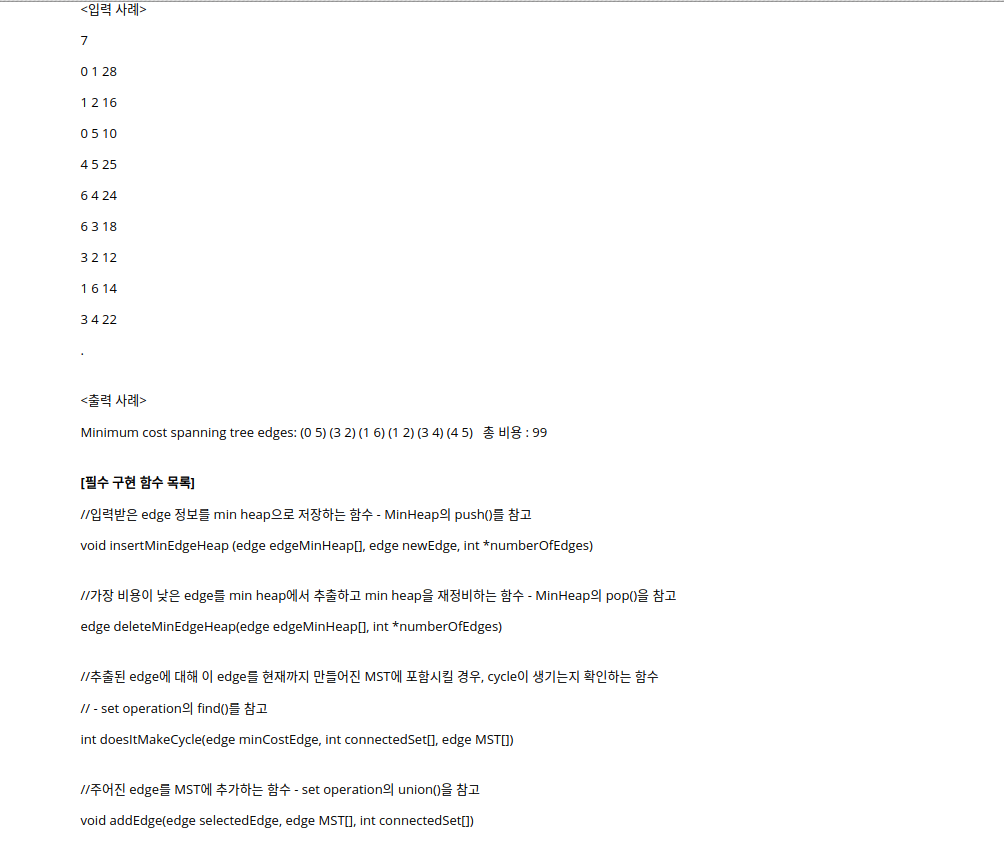 <입력 사례>
7
0 1 28
1 2 16
0 5 10
4 5 25
6 4 24
6 3 18
3 2 12
1 6 14
3 4 22
.
<출력 사례>
Minimum cost spanning tree edges: (0 5) (3 2) (1 6) (1 2) (3 4) (4 5)   총 비용 : 99
[필수 구현 함수 목록]
//입력받은 edge 정보를 min heap으로 저장하는 함수 - MinHeap의 push()를 참고
void insertMinEdgeHeap (edge edgeMinHeap[], edge newEdge, int *numberOfEdges)
//가장 비용이 낮은 edge를 min heap에서 추출하고 min heap을 재정비하는 함수 - MinHeap의 pop()을 참고
edge deleteMinEdgeHeap(edge edgeMinHeap[], int *numberOfEdges)
//추출된 edge에 대해 이 edge를 현재까지 만들어진 MST에 포함시킬 경우, cycle이 생기는지 확인하는 함수
// - set operation의 find()를 참고
int doesItMakeCycle(edge minCostEdge, int connectedSet[], edge MST[])
//주어진 edge를 MST에 추가하는 함수 - set operation의 union()을 참고
void addEdge(edge selectedEdge, edge MST[], int connectedSet[])